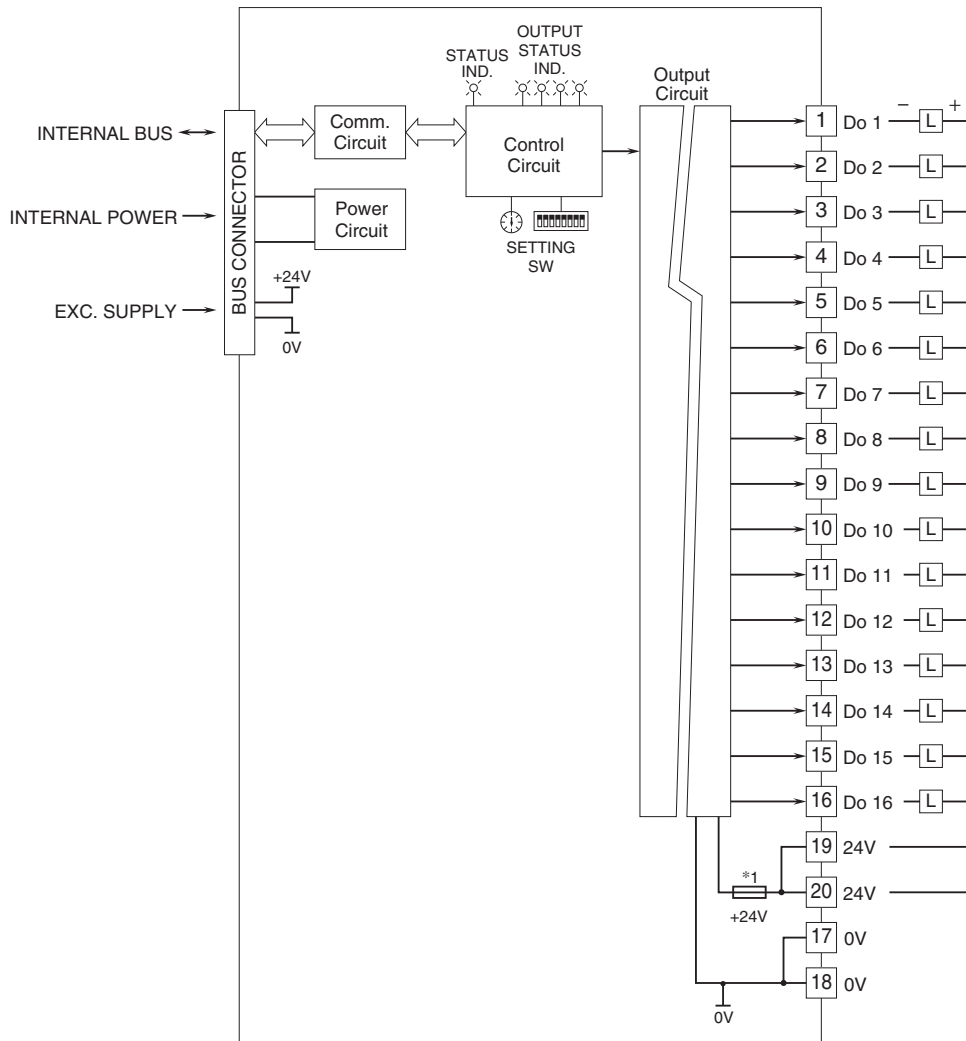 OUTPUT
STATUS
IND.
STATUS
IND.
Output
Circuit
INTERNAL BUS
BUS CONNECTOR
Comm.
Circuit
Control
Circuit
INTERNAL POWER
Power
Circuit
SETTING
SW
+24V
EXC. SUPPLY
0V
− +
1 Do 1 L
2 Do 2 L
3 Do 3 L
4 Do 4 L
5 Do 5 L
6 Do 6 L
7 Do 7 L
8 Do 8 L
9 Do 9 L
10 Do 10 L
11 Do 11 L
12 Do 12 L
13 Do 13 L
14 Do 14 L
15 Do 15 L
16 Do 16 L
19 24V
*1
20 24V
+24V
17 0V
18 0V
0V